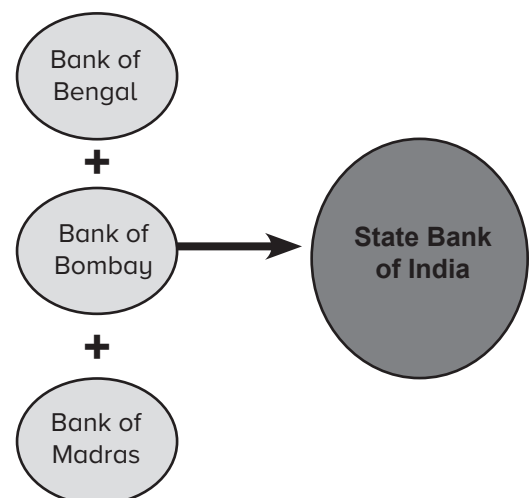 Bank of
Bengal
+
Bank of
Bombay
+
Bank of
Madras
State Bank
of India